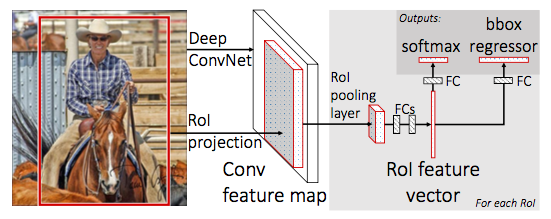 Deep
ConvNet
RoI
projection
Conv
feature map
RoI
pooling
layer
FCs
RoI feature
vector
For each RoI
Outputs:
softmax
FC
bbox
regressor
FC